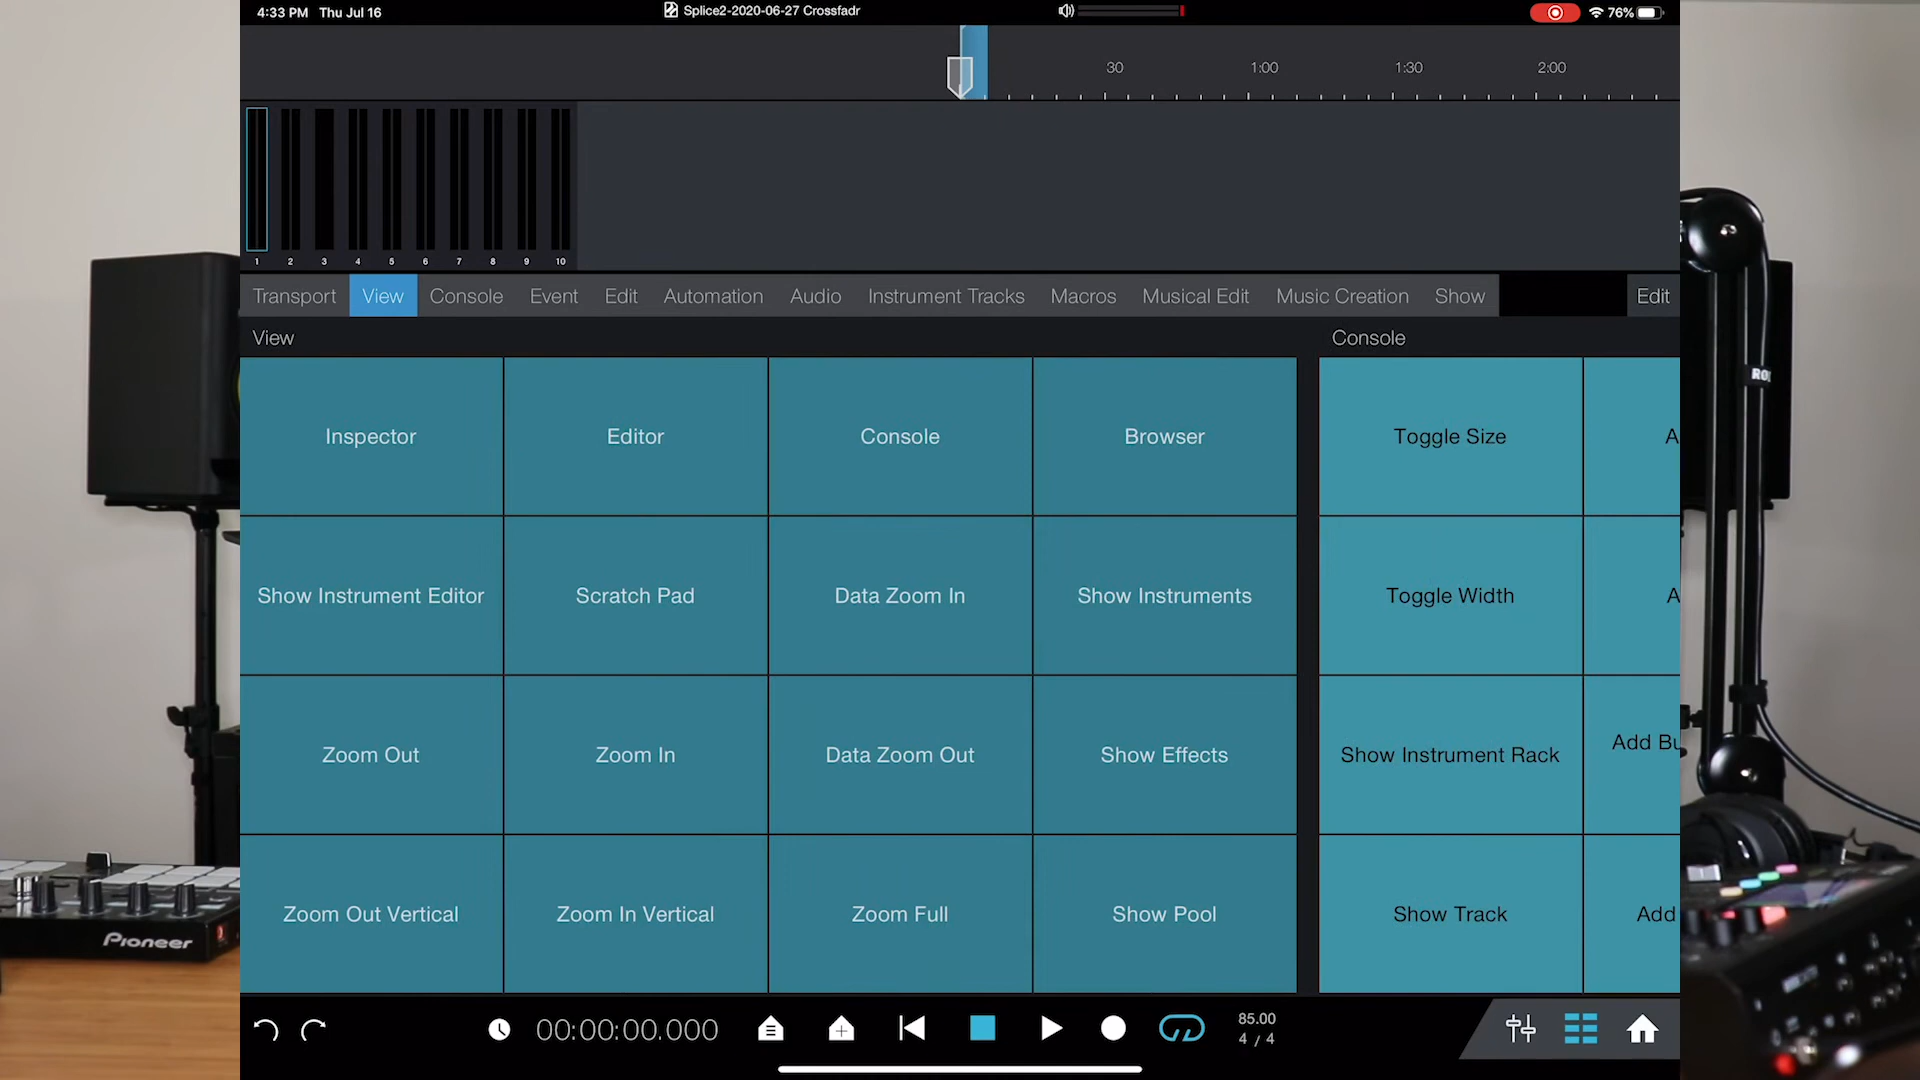 4:33 PM Thu Jul 16
Splice2-2020-06-27 Crossfadr
76%
30 1:00 1:30 2:00
1 2 3 4 5 6 7 8 9 10
Transport View Console Event Edit Automation Audio Instrument Tracks Macros Musical Edit Music Creation Show Edit
View Console
Inspector Editor Console Browser Toggle Size A
Show Instrument Editor Scratch Pad Data Zoom In Show Instruments Toggle Width A
Zoom Out Zoom In Data Zoom Out Show Effects Show Instrument Rack Add Bu
Zoom Out Vertical Zoom In Vertical Zoom Full Show Pool Show Track Add
00:00:00.000
85.00
4 / 4
Pioneer
RO